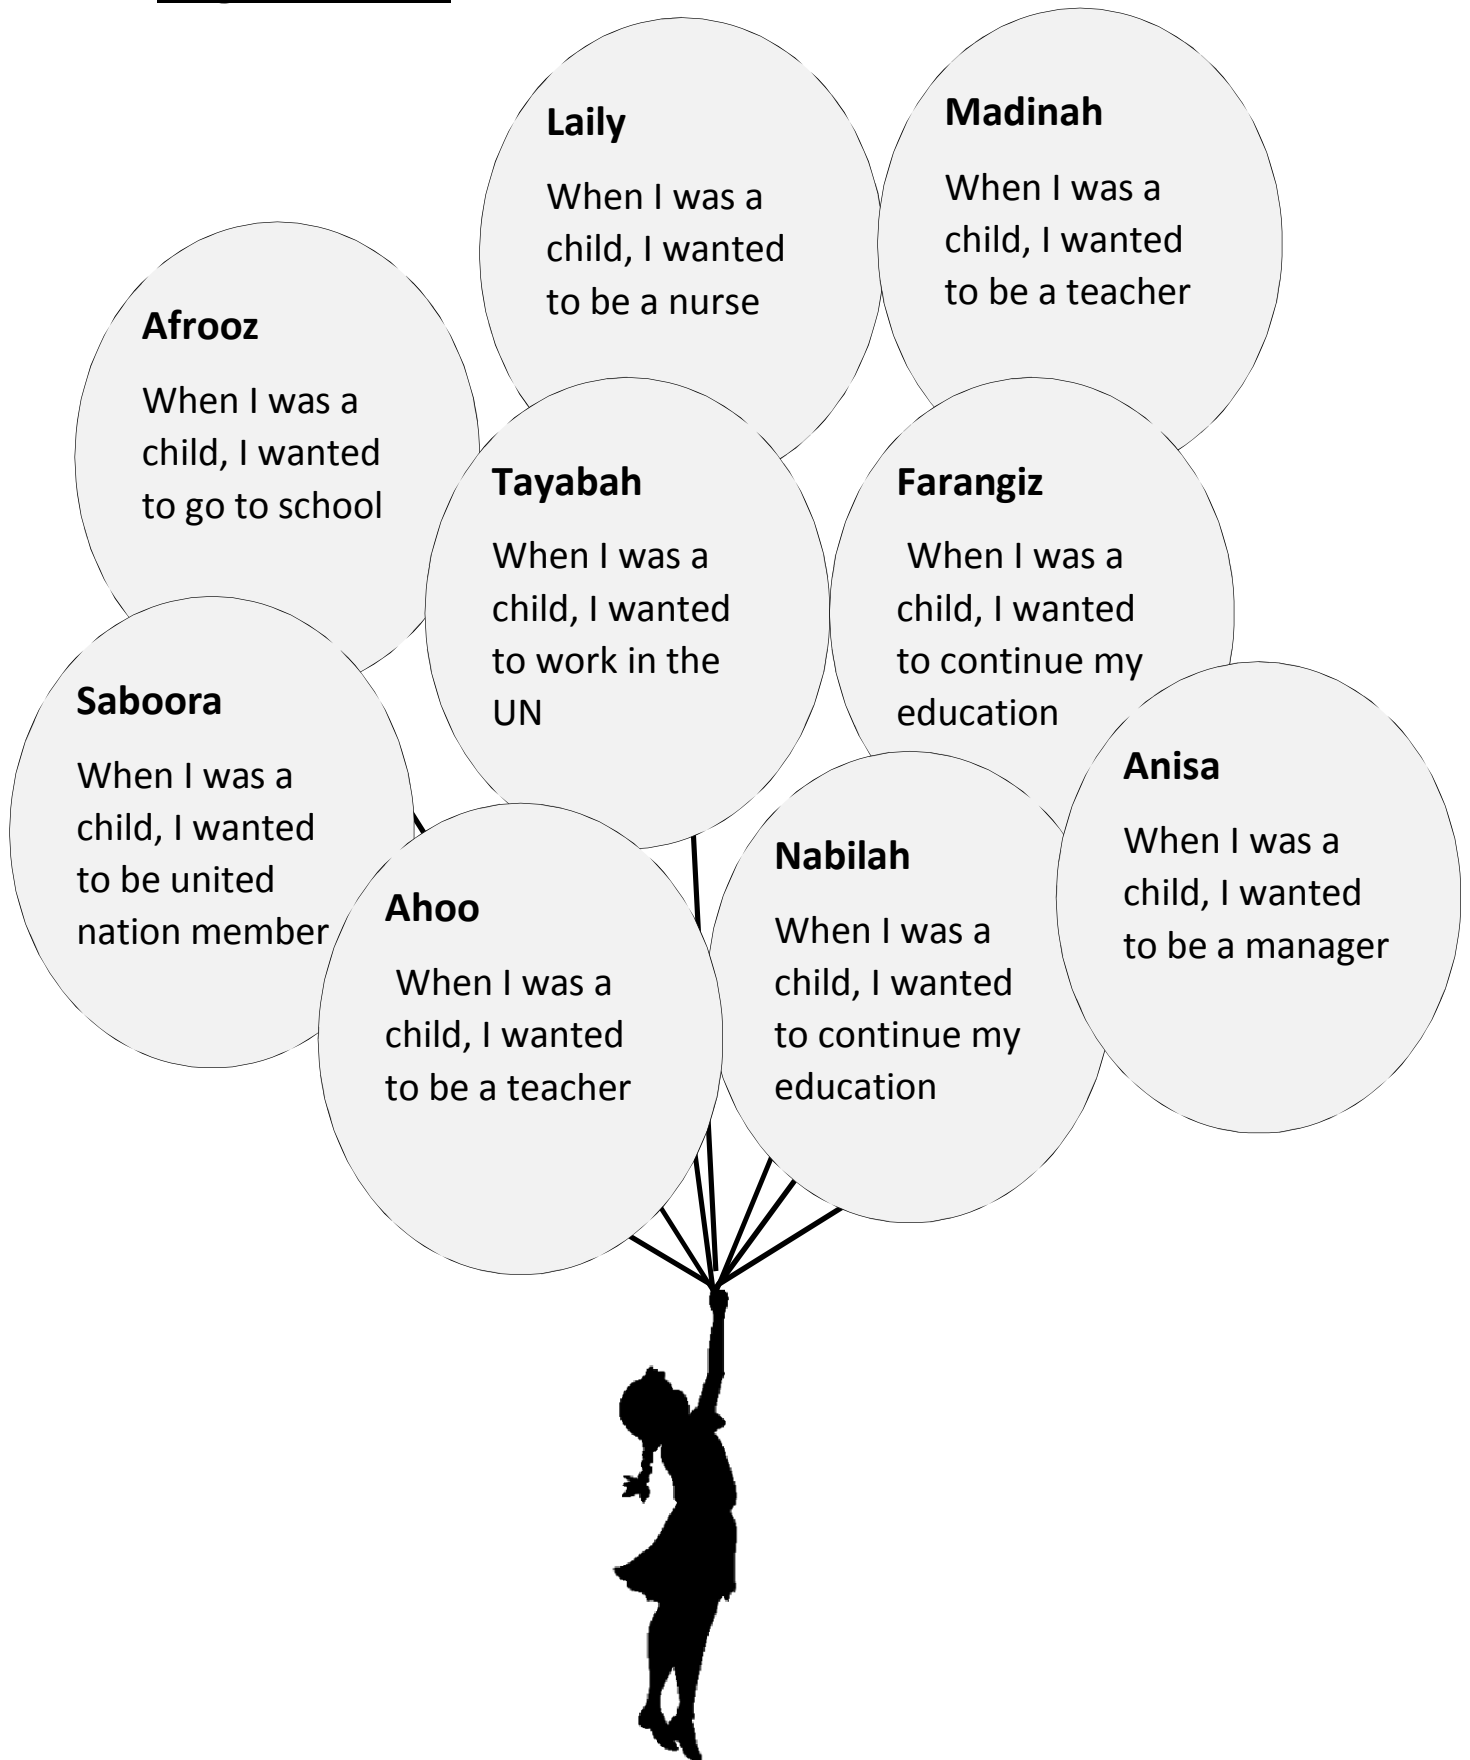 Laily
When I was a
child, I wanted
to be a nurse
Madinah
When I was a
child, I wanted
to be a teacher
Afrooz
When I was a
child, I wanted
to go to school
Tayabah
When I was a
child, I wanted
to work in the
UN
Farangiz
When I was a
child, I wanted
to continue my
education
Saboora
When I was a
child, I wanted
to be united
nation member
Anisa
When I was a
child, I wanted
to be a manager
Nabilah
When I was a
child, I wanted
to continue my
education
Ahoo
When I was a
child, I wanted
to be a teacher